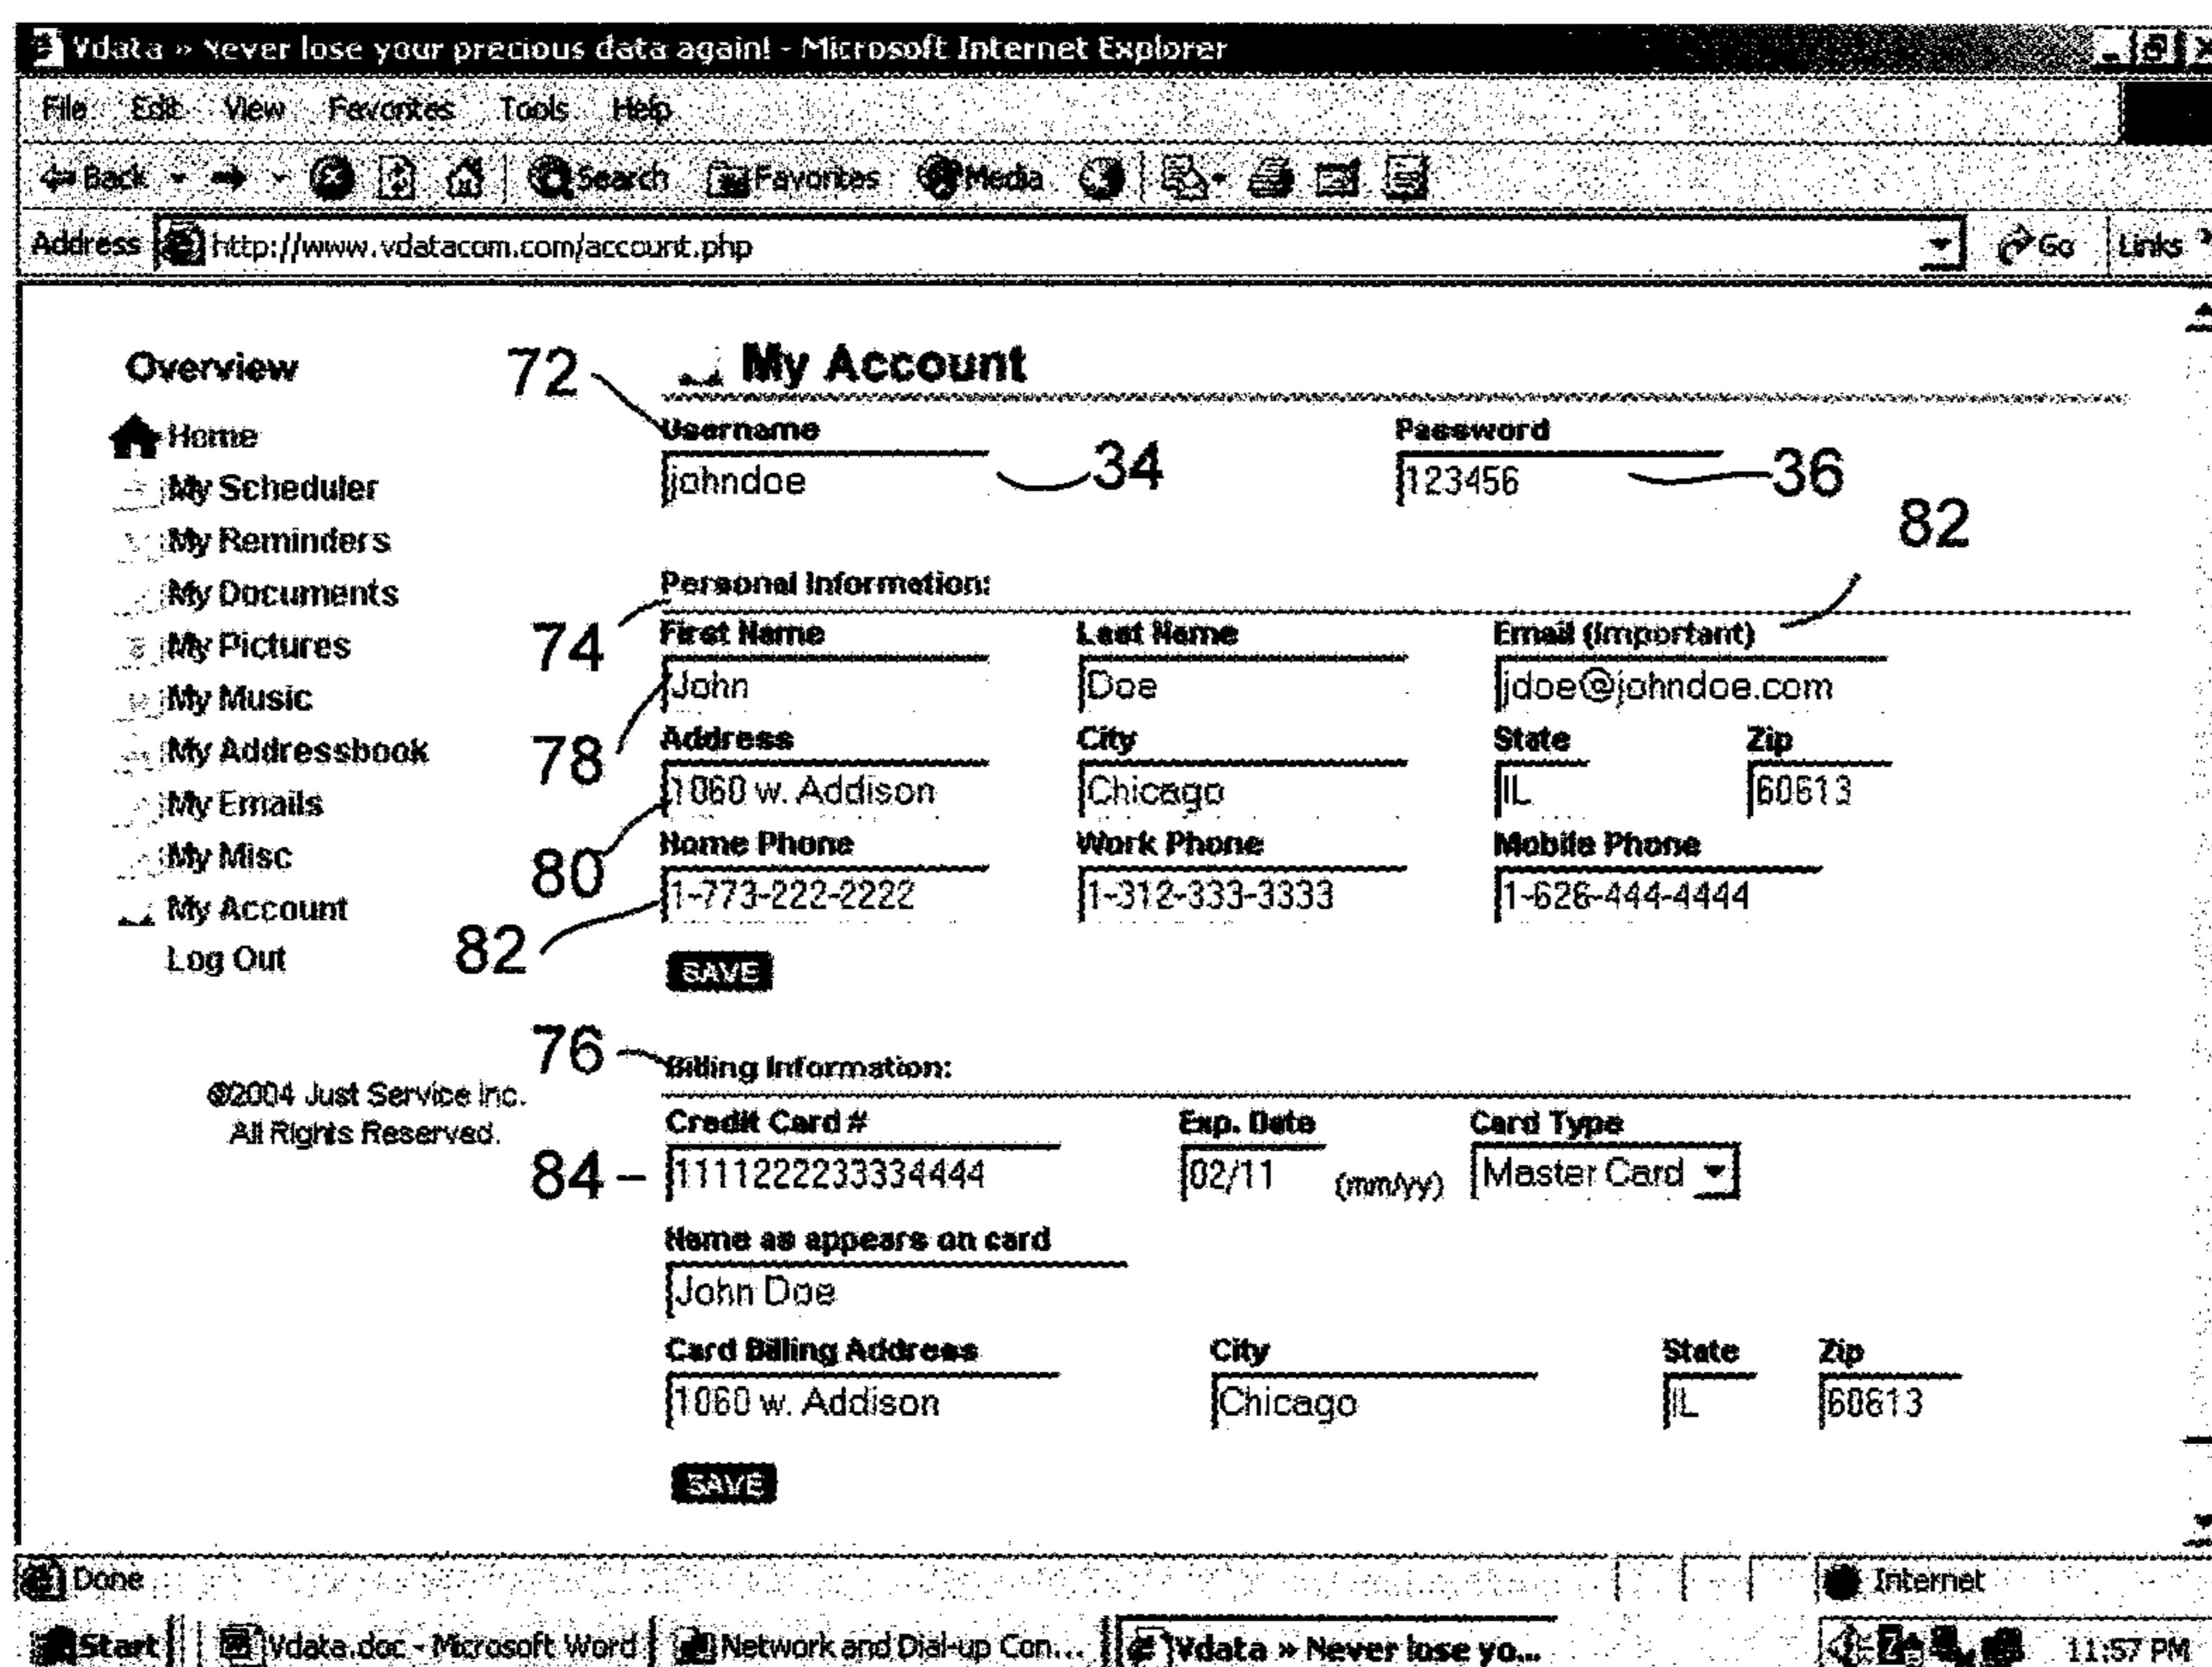 Vdata » Never lose your precious data again! - Microsoft Internet Explorer
File Edit View Favorites Tools Help
Back Search Favorites Media
Address http://www.vdatacom.com/account.php Go Links
Overview
Home
My Scheduler
My Reminders
My Documents
My Pictures
My Music
My Addressbook
My Emails
My Misc
My Account
Log Out
©2004 Just Service Inc.
All Rights Reserved.
72 My Account
Username Password
johndoe 34 123456 36
82
Personal Information:
74 First Name Last Name Email (Important)
John Doe jdoe@johndoe.com
78 Address City State Zip
1060 w. Addison Chicago IL 60613
80 Home Phone Work Phone Mobile Phone
1-773-222-2222 1-312-333-3333 1-626-444-4444
82 SAVE
76 Billing Information:
Credit Card # Exp. Date Card Type
84 1111222233334444 02/11 (mm/yy) Master Card
Name as appears on card
John Doe
Card Billing Address City State Zip
1060 w. Addison Chicago IL 60613
SAVE
Done Internet
Start Vdata.doc - Microsoft Word Network and Dial-up Con... Vdata » Never lose yo... 11:57 PM